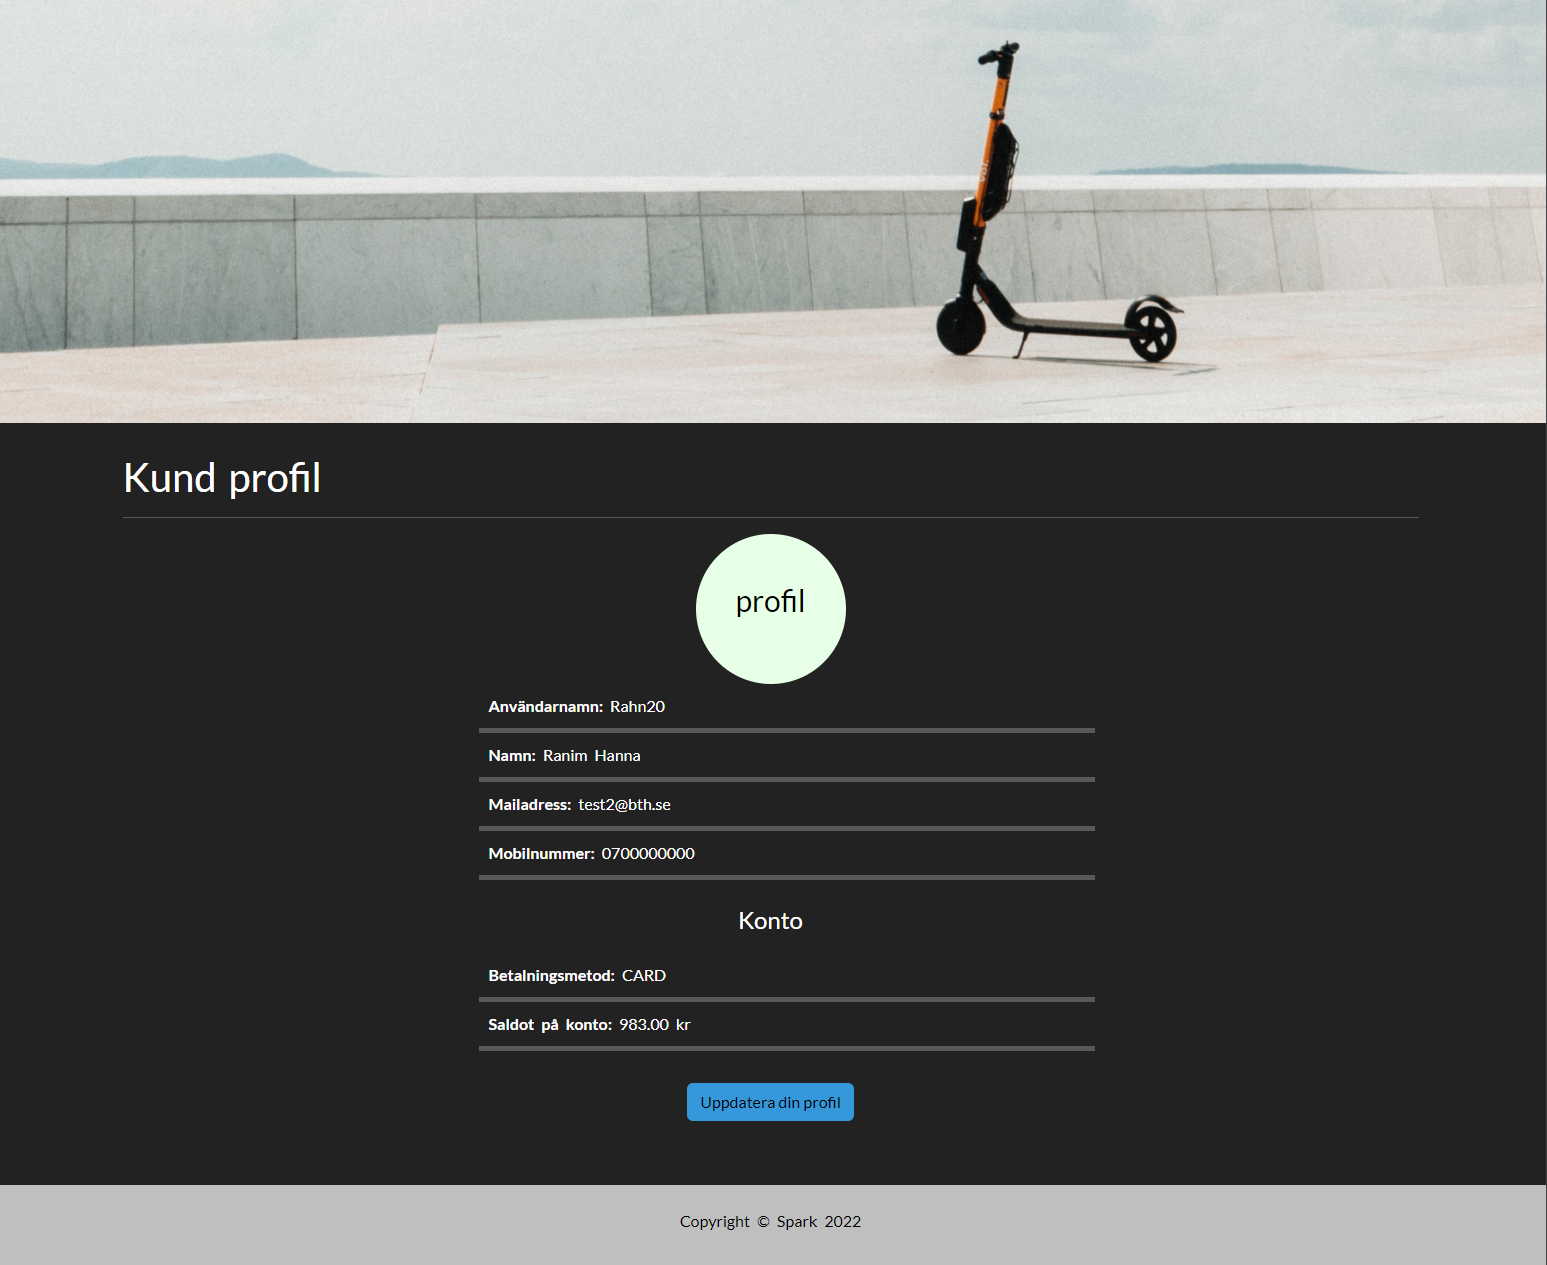 Kund profil
profil
Användarnamn: Rahn20
Namn: Ranim Hanna
Mailadress: test2@bth.se
Mobilnummer: 0700000000
Konto
Betalningsmetod: CARD
Saldot på konto: 983.00 kr
Uppdatera din profil
Copyright © Spark 2022